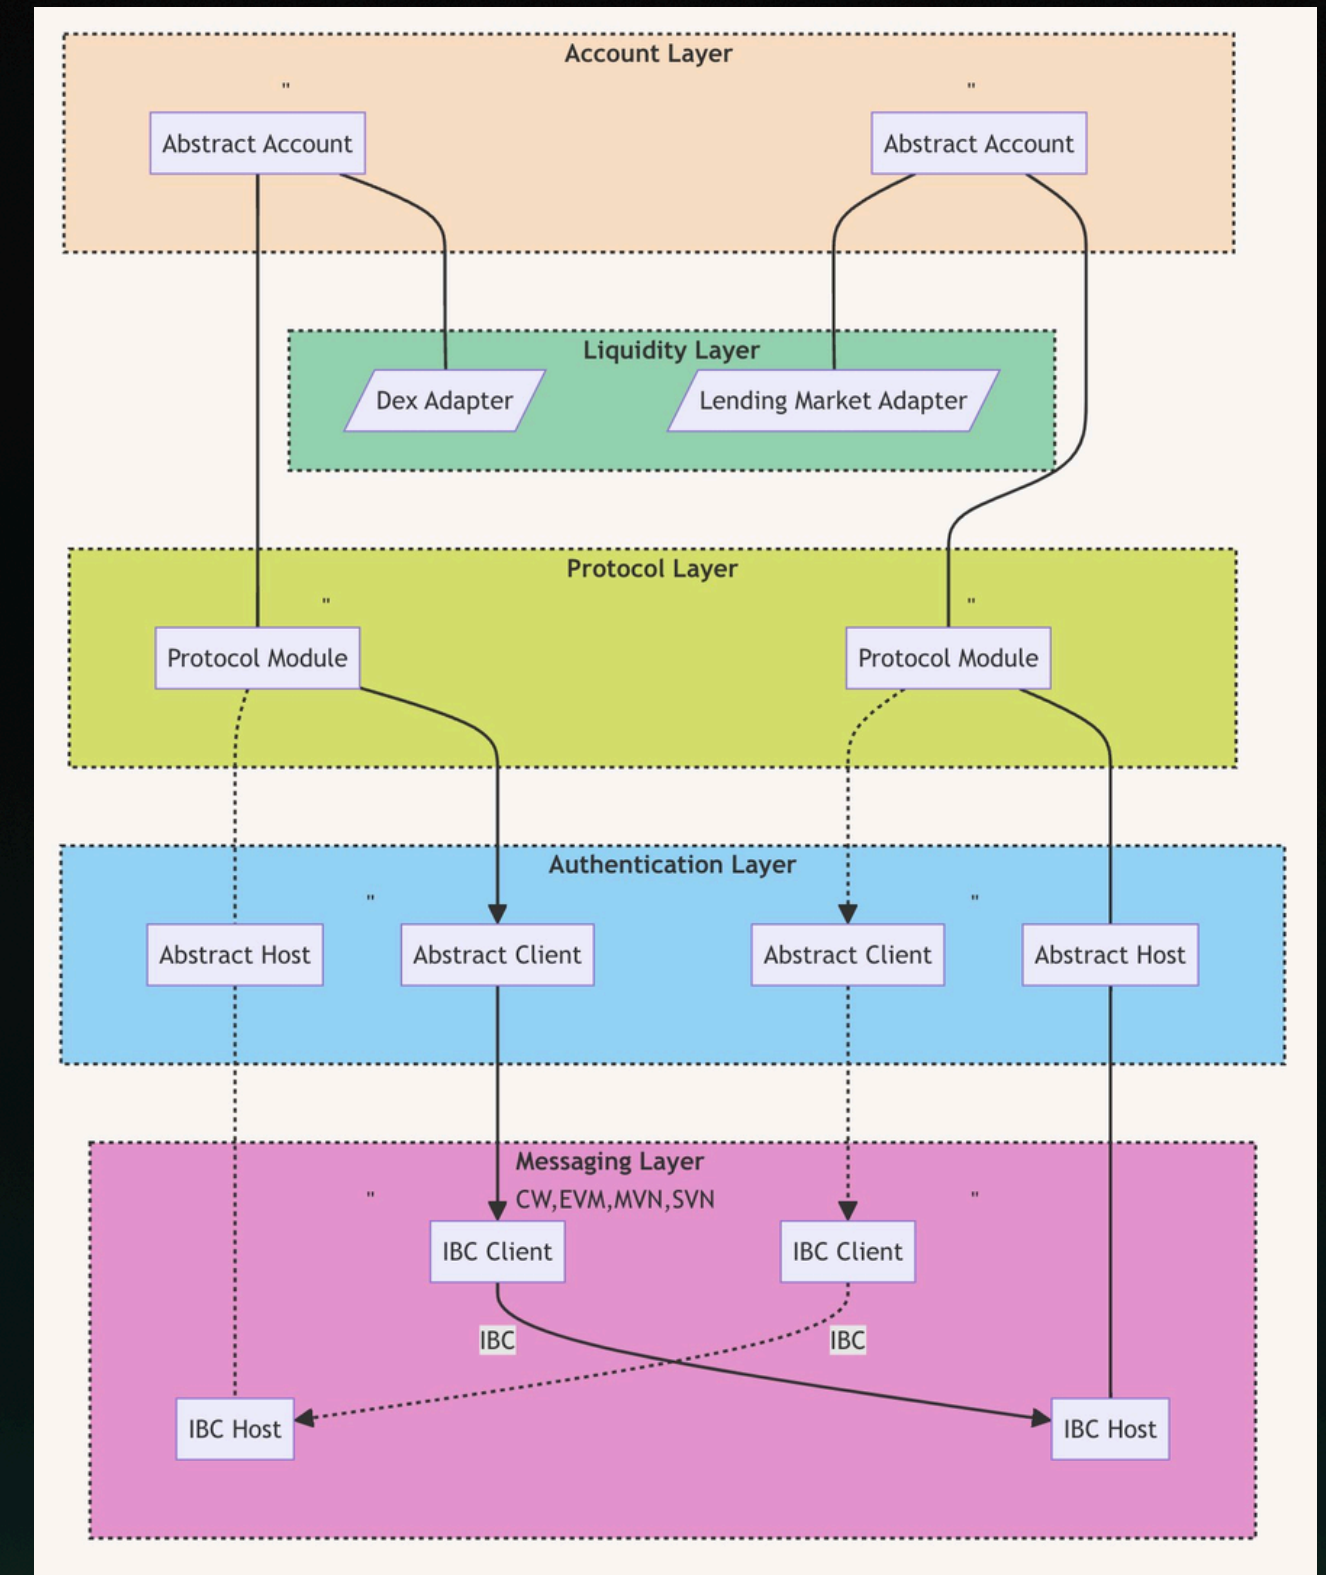 Account Layer
" "
Abstract Account Abstract Account
Liquidity Layer
Dex Adapter Lending Market Adapter
Protocol Layer
" "
Protocol Module Protocol Module
Authentication Layer
" "
Abstract Host Abstract Client Abstract Client Abstract Host
Messaging Layer
" CW,EVM,MVN,SVN "
IBC Client IBC Client
IBC IBC
IBC Host IBC Host